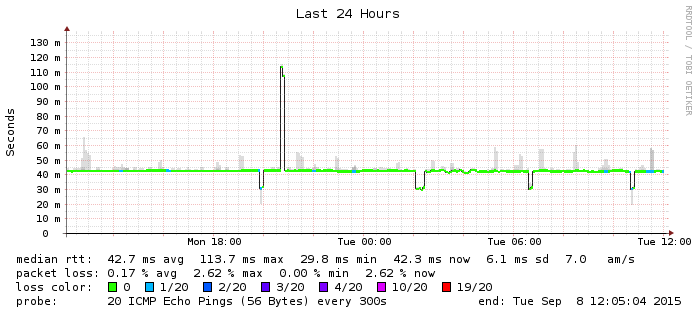 Last 24 Hours
RRDTOOL / TOBI OETIKER
Seconds
130 m
120 m
110 m
100 m
90 m
80 m
70 m
60 m
50 m
40 m
30 m
20 m
10 m
0
Mon 18:00 Tue 00:00 Tue 06:00 Tue 12:00
median rtt: 42.7 ms avg 113.7 ms max 29.8 ms min 42.3 ms now 6.1 ms sd 7.0 am/s
packet loss: 0.17 % avg 2.62 % max 0.00 % min 2.62 % now
loss color: 0 1/20 2/20 3/20 4/20 10/20 19/20
probe: 20 ICMP Echo Pings (56 Bytes) every 300s end: Tue Sep 8 12:05:04 2015